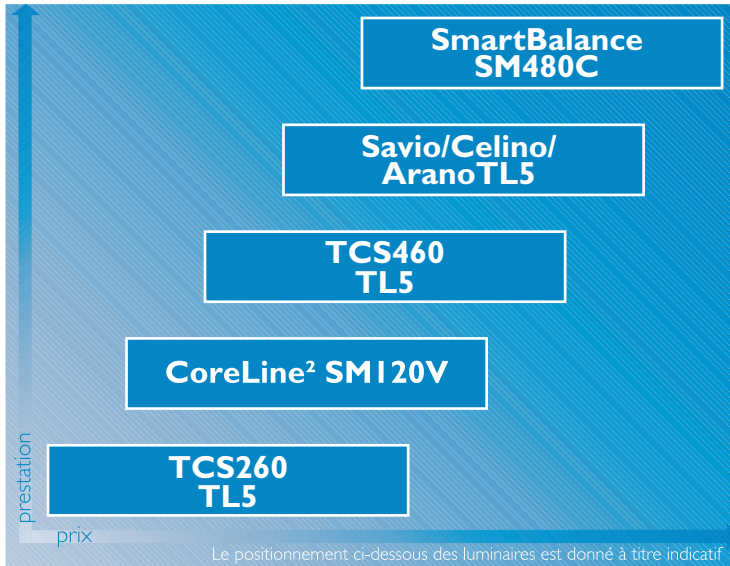 SmartBalance
SM480C
Savio/Celino/
AranoTL5
TCS460
TL5
CoreLine² SM120V
TCS260
TL5
prestation
prix
Le positionnement ci-dessous des luminaires est donné à titre indicatif